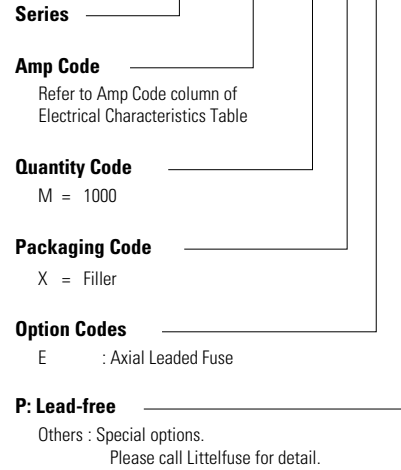 Series
Amp Code
Refer to Amp Code column of
Electrical Characteristics Table
Quantity Code
M = 1000
Packaging Code
X = Filler
Option Codes
E : Axial Leaded Fuse
P: Lead-free
Others : Special options.
Please call Littelfuse for detail.